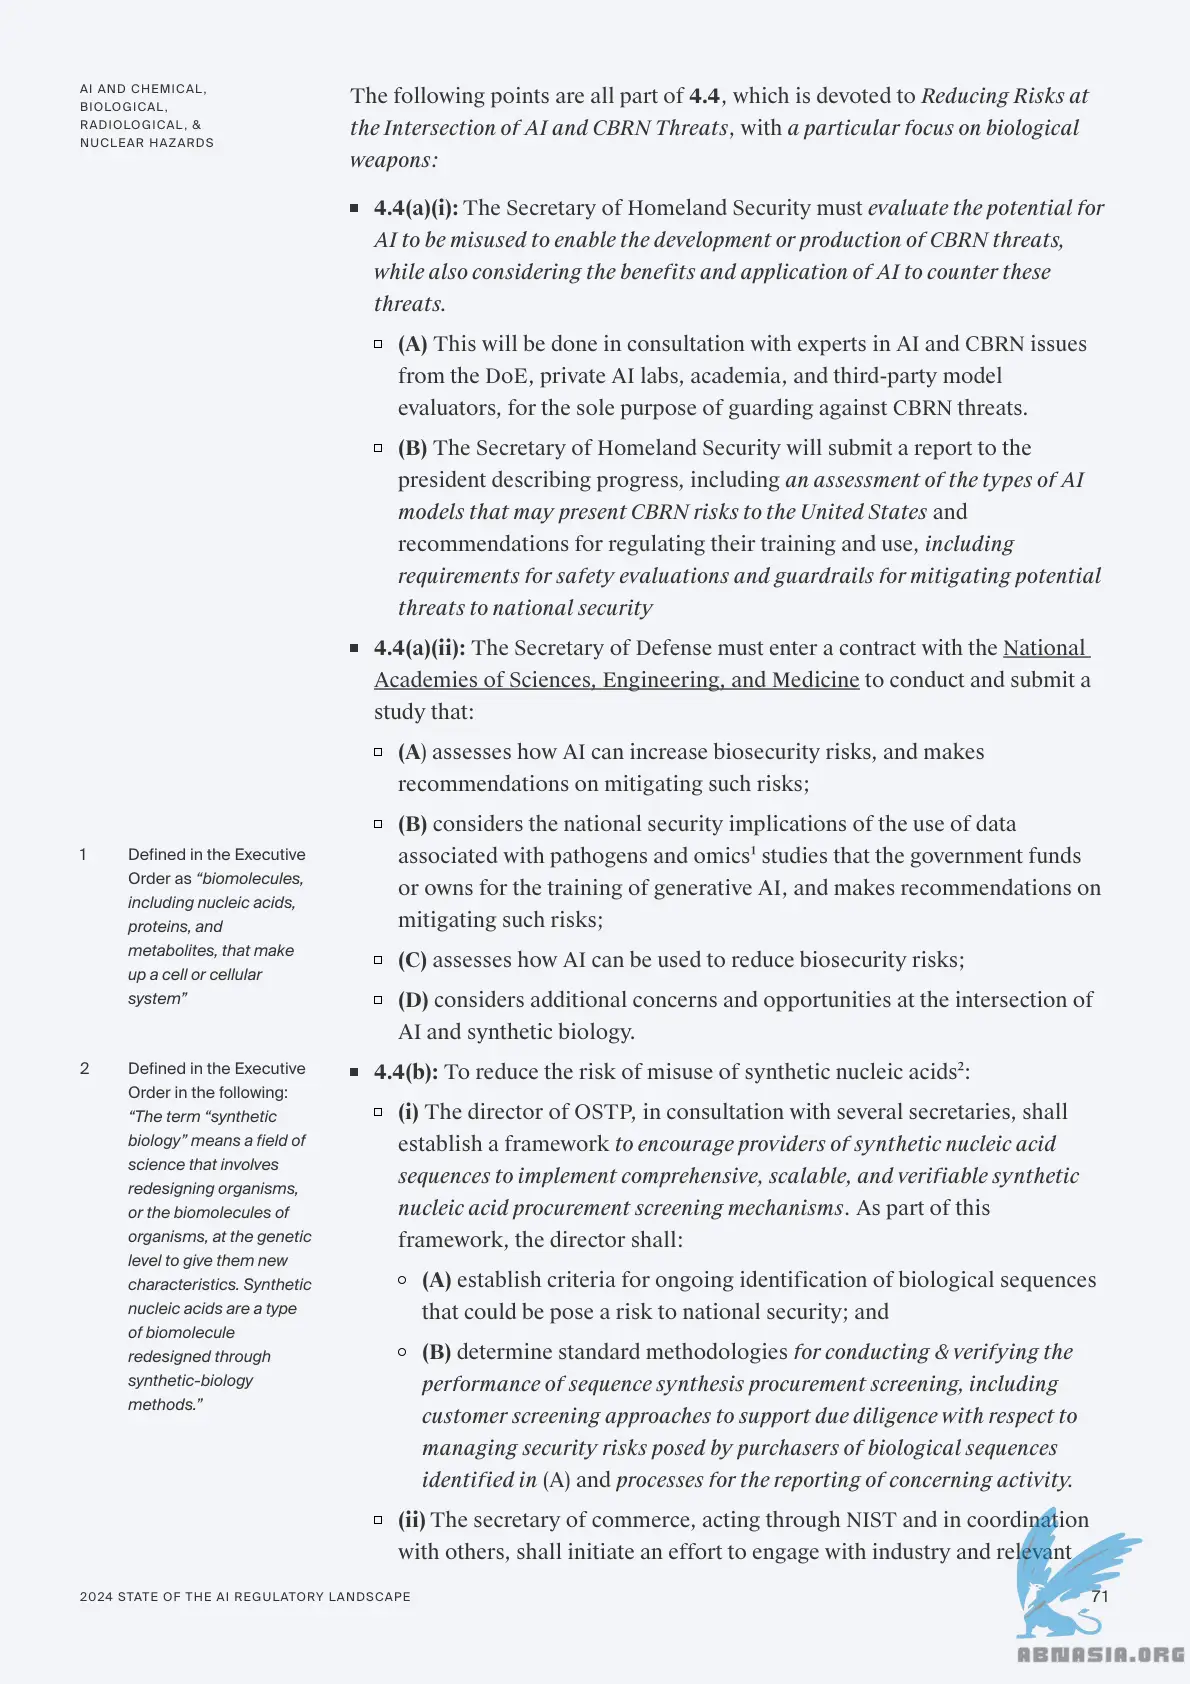 AI AND CHEMICAL,
BIOLOGICAL,
RADIOLOGICAL, &
NUCLEAR HAZARDS
The following points are all part of 4.4, which is devoted to Reducing Risks at
the Intersection of AI and CBRN Threats, with a particular focus on biological
weapons:
4.4(a)(i): The Secretary of Homeland Security must evaluate the potential for
AI to be misused to enable the development or production of CBRN threats,
while also considering the benefits and application of AI to counter these
threats.
(A) This will be done in consultation with experts in AI and CBRN issues
from the DoE, private AI labs, academia, and third-party model
evaluators, for the sole purpose of guarding against CBRN threats.
(B) The Secretary of Homeland Security will submit a report to the
president describing progress, including an assessment of the types of AI
models that may present CBRN risks to the United States and
recommendations for regulating their training and use, including
requirements for safety evaluations and guardrails for mitigating potential
threats to national security
4.4(a)(ii): The Secretary of Defense must enter a contract with the National
Academies of Sciences, Engineering, and Medicine to conduct and submit a
study that:
(A) assesses how AI can increase biosecurity risks, and makes
recommendations on mitigating such risks;
(B) considers the national security implications of the use of data
associated with pathogens and omics¹ studies that the government funds
or owns for the training of generative AI, and makes recommendations on
mitigating such risks;
(C) assesses how AI can be used to reduce biosecurity risks;
(D) considers additional concerns and opportunities at the intersection of
AI and synthetic biology.
4.4(b): To reduce the risk of misuse of synthetic nucleic acids²:
(i) The director of OSTP, in consultation with several secretaries, shall
establish a framework to encourage providers of synthetic nucleic acid
sequences to implement comprehensive, scalable, and verifiable synthetic
nucleic acid procurement screening mechanisms. As part of this
framework, the director shall:
(A) establish criteria for ongoing identification of biological sequences
that could be pose a risk to national security; and
(B) determine standard methodologies for conducting & verifying the
performance of sequence synthesis procurement screening, including
customer screening approaches to support due diligence with respect to
managing security risks posed by purchasers of biological sequences
identified in (A) and processes for the reporting of concerning activity.
(ii) The secretary of commerce, acting through NIST and in coordination
with others, shall initiate an effort to engage with industry and relevant
1 Defined in the Executive
Order as “biomolecules,
including nucleic acids,
proteins, and
metabolites, that make
up a cell or cellular
system”
2 Defined in the Executive
Order in the following:
“The term “synthetic
biology” means a field of
science that involves
redesigning organisms,
or the biomolecules of
organisms, at the genetic
level to give them new
characteristics. Synthetic
nucleic acids are a type
of biomolecule
redesigned through
synthetic-biology
methods.”
2024 STATE OF THE AI REGULATORY LANDSCAPE
71
ABNASIA.ORG